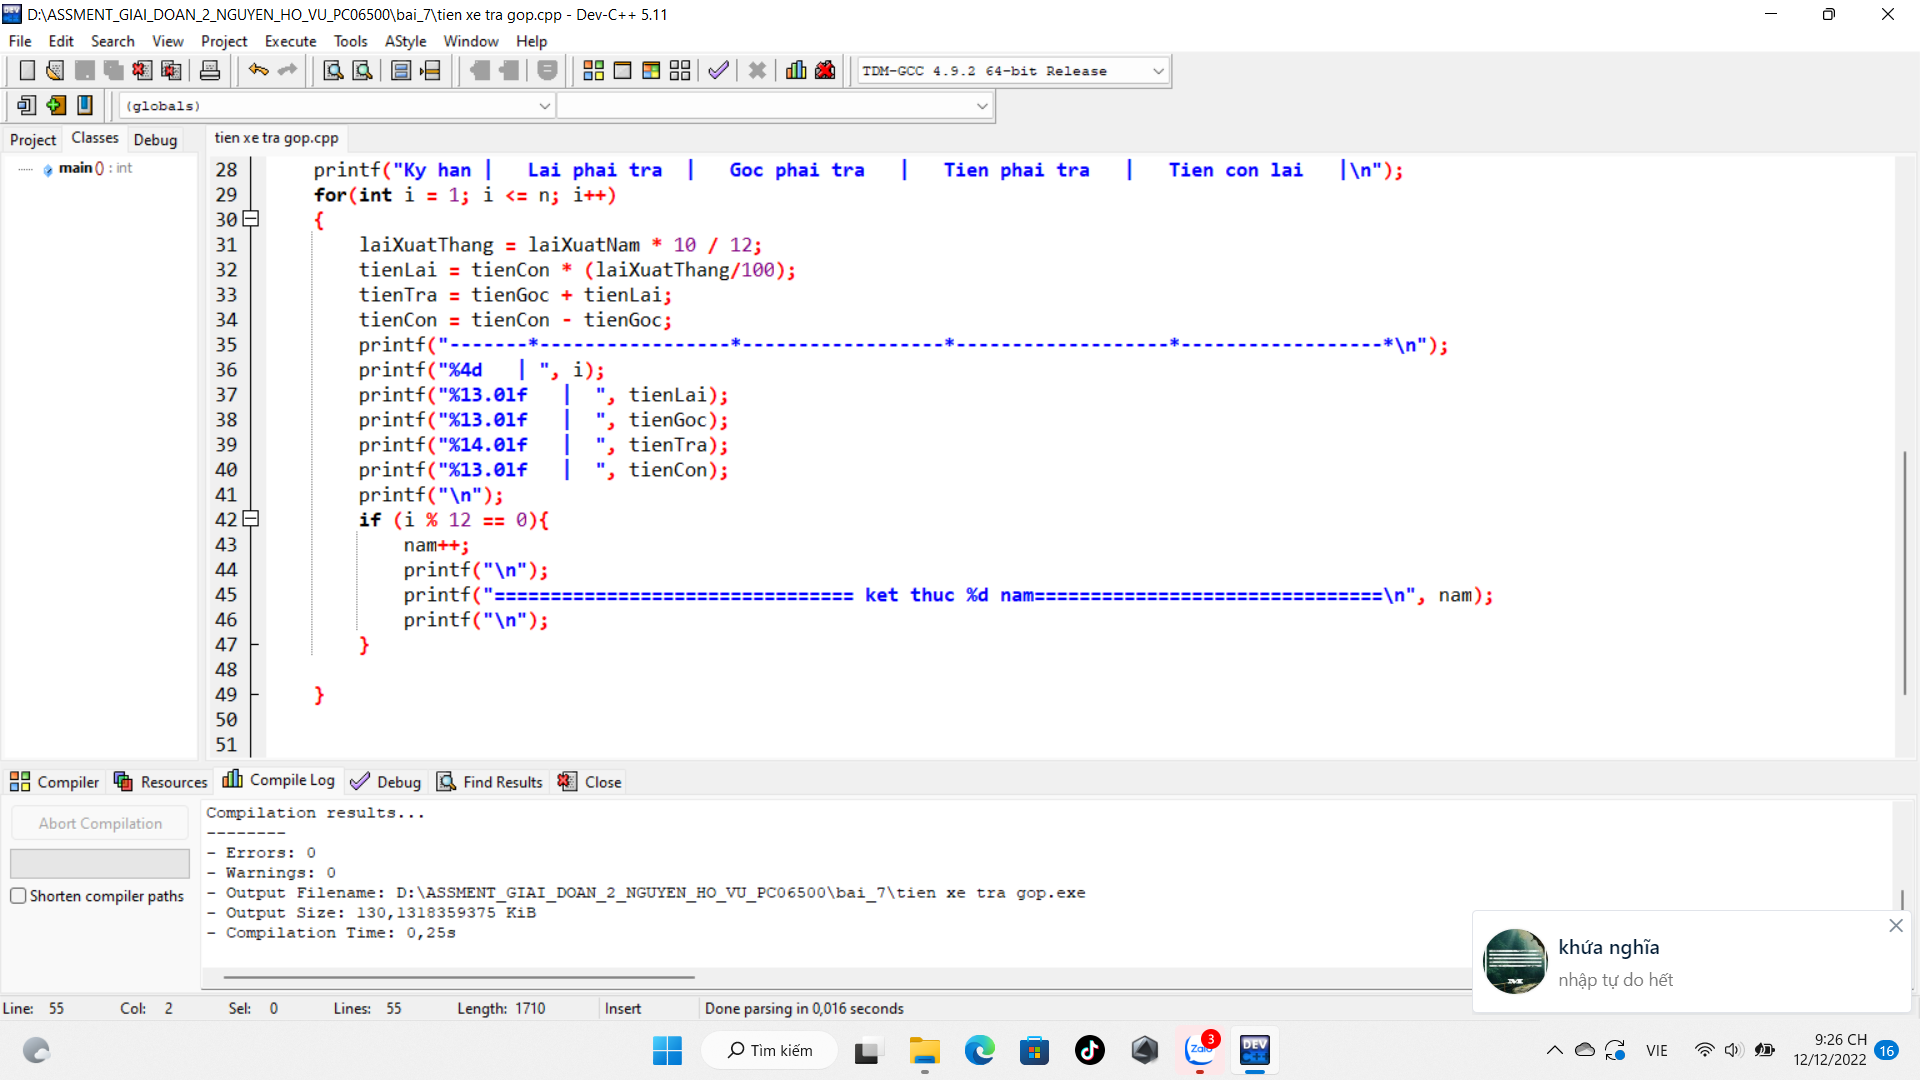 D:\ASSMENT_GIAI_DOAN_2_NGUYEN_HO_VU_PC06500\bai_7\tien xe tra gop.cpp - Dev-C++ 5.11
File Edit Search View Project Execute Tools AStyle Window Help
TDM-GCC 4.9.2 64-bit Release
(globals)
Project Classes Debug
tien xe tra gop.cpp
main () : int
28 printf("Ky han |   Lai phai tra  |   Goc phai tra   |   Tien phai tra   |   Tien con lai   |\n");
29 for(int i = 1; i <= n; i++)
30 {
31 laiXuatThang = laiXuatNam * 10 / 12;
32 tienLai = tienCon * (laiXuatThang/100);
33 tienTra = tienGoc + tienLai;
34 tienCon = tienCon - tienGoc;
35 printf("-------*-----------------*------------------*-------------------*------------------*\n");
36 printf("%4d   | ", i);
37 printf("%13.0lf   |  ", tienLai);
38 printf("%13.0lf   |  ", tienGoc);
39 printf("%14.0lf   |  ", tienTra);
40 printf("%13.0lf   |  ", tienCon);
41 printf("\n");
42 if (i % 12 == 0){
43 nam++;
44 printf("\n");
45 printf("================================ ket thuc %d nam===============================\n", nam);
46 printf("\n");
47 }
48
49 }
50
51
Compiler Resources Compile Log Debug Find Results Close
Abort Compilation
Shorten compiler paths
Compilation results...
--------
- Errors: 0
- Warnings: 0
- Output Filename: D:\ASSMENT_GIAI_DOAN_2_NGUYEN_HO_VU_PC06500\bai_7\tien xe tra gop.exe
- Output Size: 130,1318359375 KiB
- Compilation Time: 0,25s
khứa nghĩa
nhập tự do hết
Line: 55 Col: 2 Sel: 0 Lines: 55 Length: 1710 Insert Done parsing in 0,016 seconds
Tìm kiếm
Zalo
3
DEV
VIE
9:26 CH
12/12/2022
16